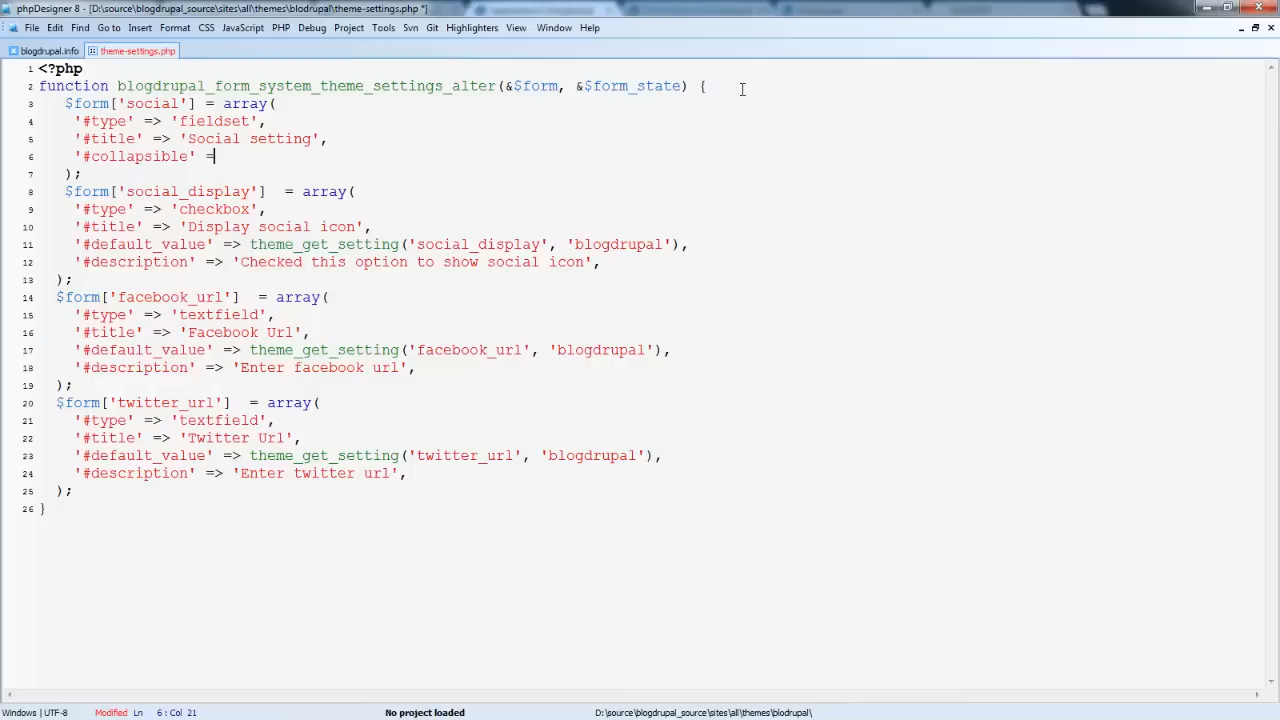 phpDesigner 8 - [D:\source\blogdrupal_source\sites\all\themes\blodrupal\theme-settings.php *]
File Edit Search View Format Go to Insert Format CSS JavaScript PHP Debug Project Tools Svn Git Highlighters View Window Help
blogdrupal.info theme-settings.php
1 <?php
2 function blogdrupal_form_system_theme_settings_alter(&$form, &$form_state) {
3 $form['social'] = array(
4 '#type' => 'fieldset',
5 '#title' => 'Social setting',
6 '#collapsible' =
7 );
8 $form['social_display']  = array(
9 '#type' => 'checkbox',
10 '#title' => 'Display social icon',
11 '#default_value' => theme_get_setting('social_display', 'blogdrupal'),
12 '#description' => 'Checked this option to show social icon',
13 );
14 $form['facebook_url']  = array(
15 '#type' => 'textfield',
16 '#title' => 'Facebook Url',
17 '#default_value' => theme_get_setting('facebook_url', 'blogdrupal'),
18 '#description' => 'Enter facebook url',
19 );
20 $form['twitter_url']  = array(
21 '#type' => 'textfield',
22 '#title' => 'Twitter Url',
23 '#default_value' => theme_get_setting('twitter_url', 'blogdrupal'),
24 '#description' => 'Enter twitter url',
25 );
26 }
Windows | UTF-8 Modified Ln 6 : Col 21 No project loaded D:\source\blogdrupal_source\sites\all\themes\blodrupal\